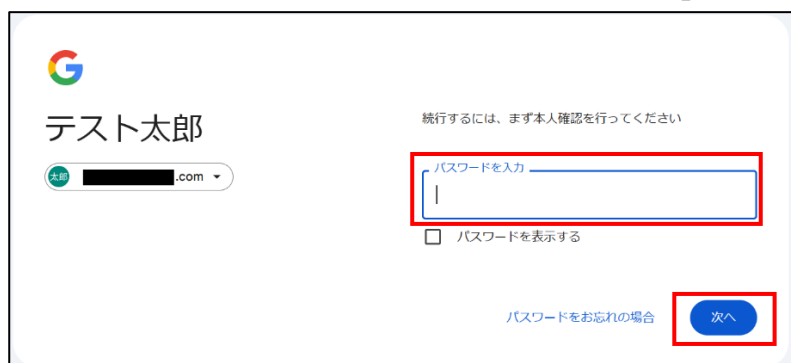 テスト太郎
太郎 .com
続行するには、まず本人確認を行ってください
パスワードを入力
パスワードを表示する
パスワードをお忘れの場合
次へ